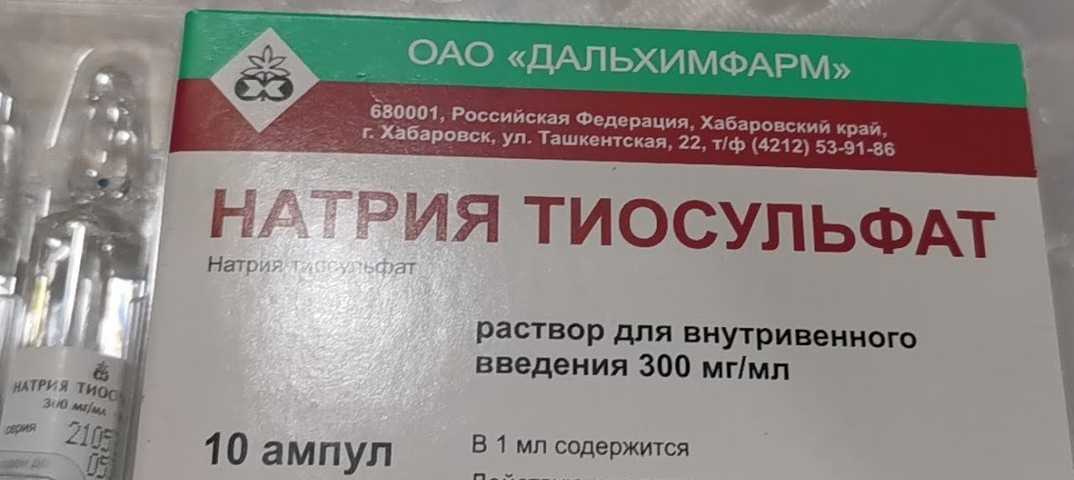 ОАО «ДАЛЬХИМФАРМ»
680001, Российская Федерация, Хабаровский край,
г. Хабаровск, ул. Ташкентская, 22, т/ф (4212) 53-91-86
НАТРИЯ ТИОСУЛЬФАТ
Натрия тиосульфат
раствор для внутривенного
введения 300 мг/мл
10 ампул
В 1 мл содержится
НАТРИЯ ТИОС
300 мг/мл
серия 2105